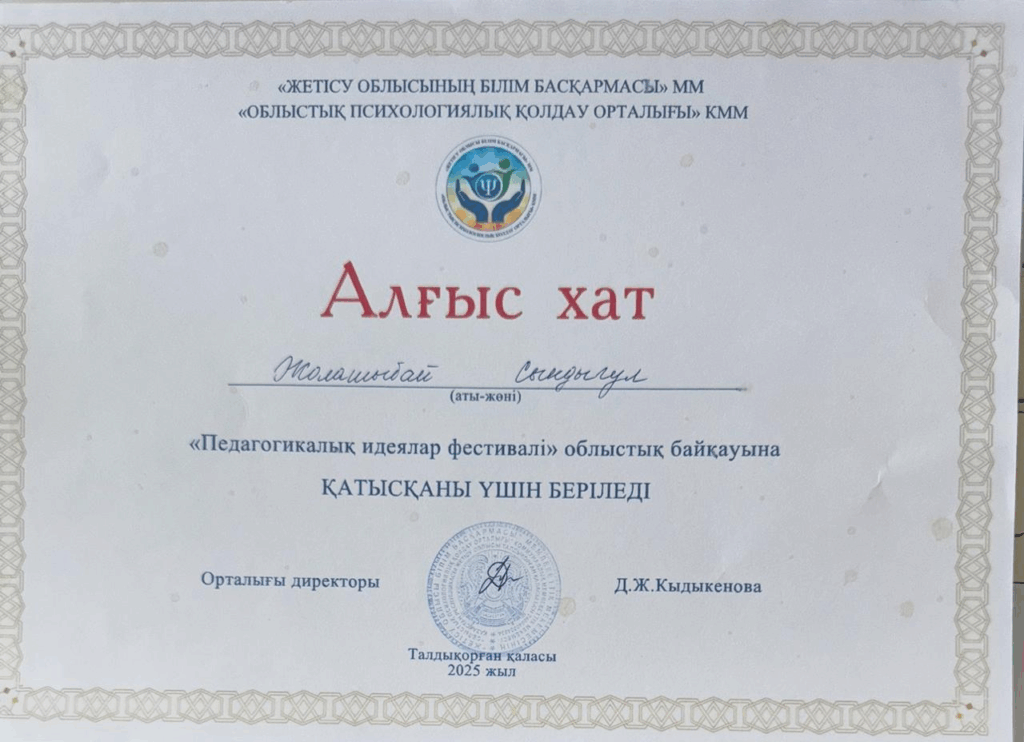 «ЖЕТІСУ ОБЛЫСЫНЫҢ БІЛІМ БАСҚАРМАСЫ» ММ
«ОБЛЫСТЫҚ ПСИХОЛОГИЯЛЫҚ ҚОЛДАУ ОРТАЛЫҒЫ» КММ
Алғыс хат
Жолашыбай Сындыгул
(аты-жөні)
«Педагогикалық идеялар фестивалі» облыстық байқауына
ҚАТЫСҚАНЫ ҮШІН БЕРІЛЕДІ
Орталығы директоры Д.Ж.Кыдыкенова
Талдықорған қаласы
2025 жыл